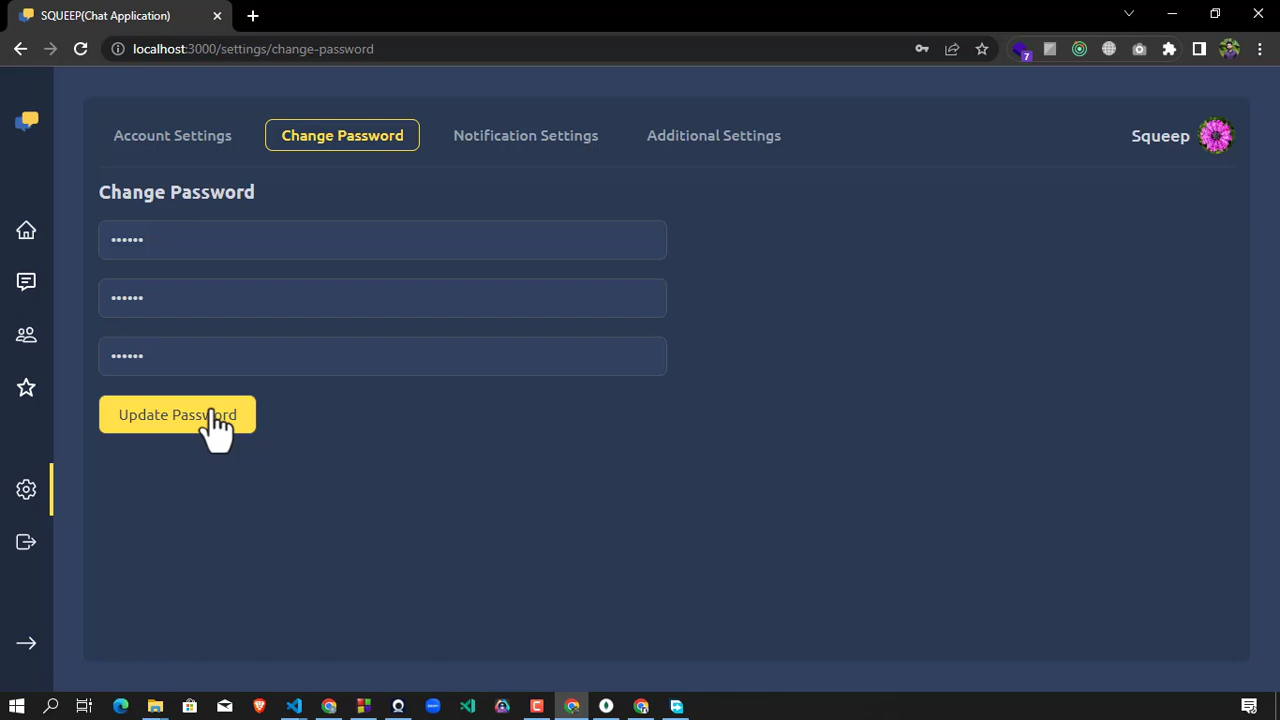 SQUEEP(Chat Application)
localhost:3000/settings/change-password
7
Account Settings
Change Password
Notification Settings
Additional Settings
Squeep
Change Password
••••••
••••••
••••••
Update Password